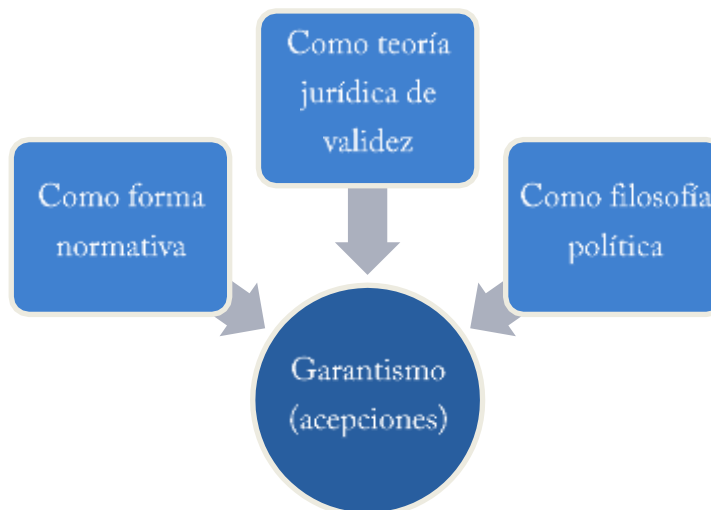 Como teoría
jurídica de
validez
Como forma
normativa
Como filosofía
política
Garantismo
(acepciones)